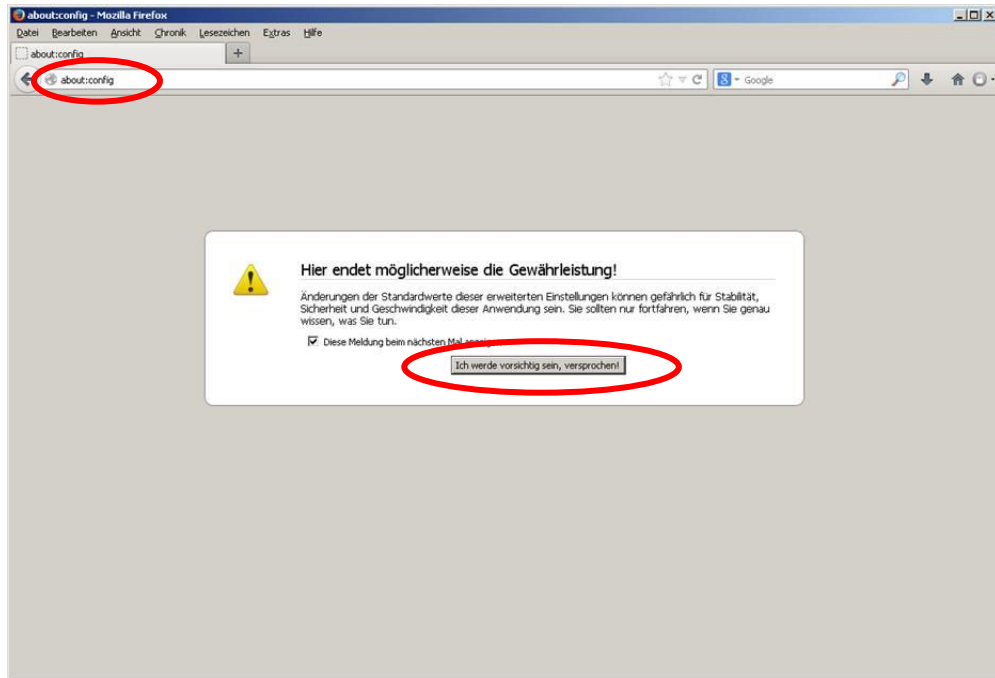 about:config - Mozilla Firefox
Datei Bearbeiten Ansicht Chronik Lesezeichen Extras Hilfe
about:config +
about:config Google
Hier endet möglicherweise die Gewährleistung!
Änderungen der Standardwerte dieser erweiterten Einstellungen können gefährlich für Stabilität,
Sicherheit und Geschwindigkeit dieser Anwendung sein. Sie sollten nur fortfahren, wenn Sie genau
wissen, was Sie tun.
Diese Meldung beim nächsten Mal
Ich werde vorsichtig sein, versprochen!